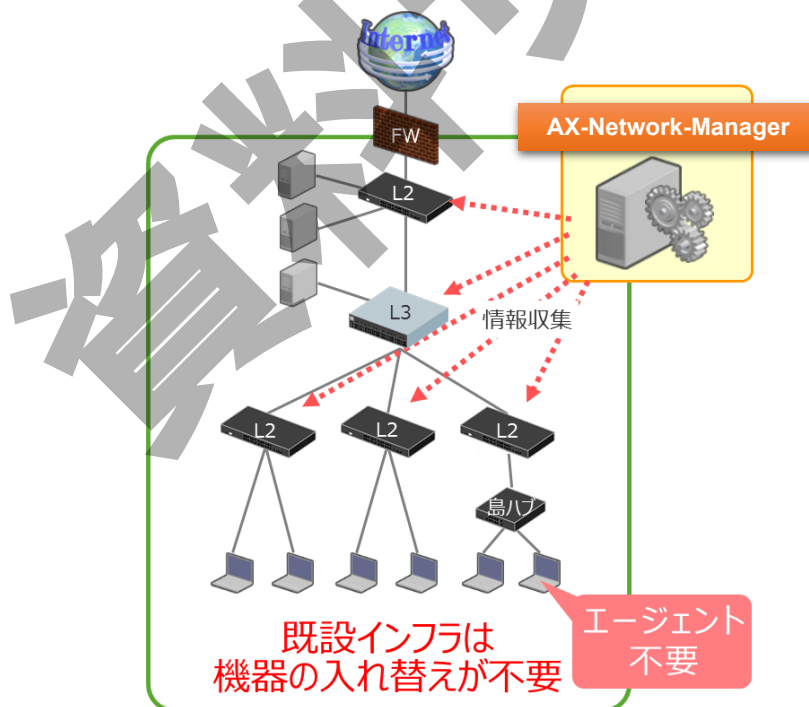 Internet
FW
AX-Network-Manager
L2
L3
情報収集
L2
L2
L2
島ハブ
エージェント
不要
既設インフラは
機器の入れ替えが不要
資料